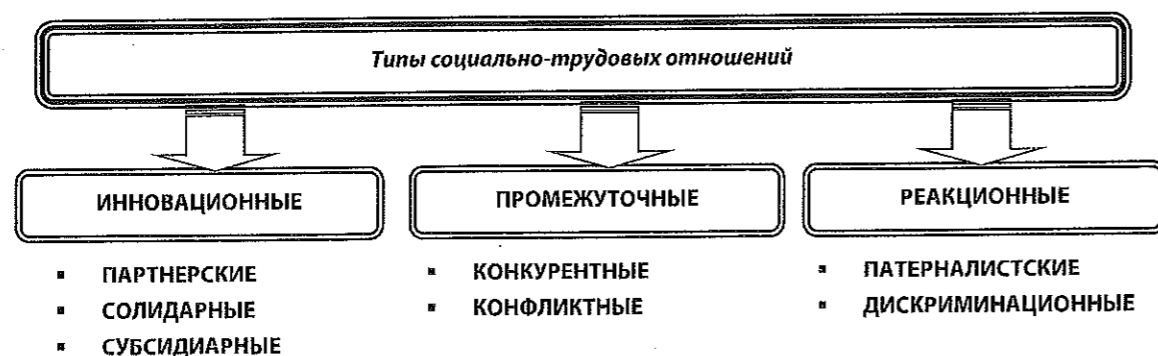 Типы социально-трудовых отношений
ИННОВАЦИОННЫЕ
ПАРТНЕРСКИЕ
СОЛИДАРНЫЕ
СУБСИДИАРНЫЕ
ПРОМЕЖУТОЧНЫЕ
КОНКУРЕНТНЫЕ
КОНФЛИКТНЫЕ
РЕАКЦИОННЫЕ
ПАТЕРНАЛИСТСКИЕ
ДИСКРИМИНАЦИОННЫЕ